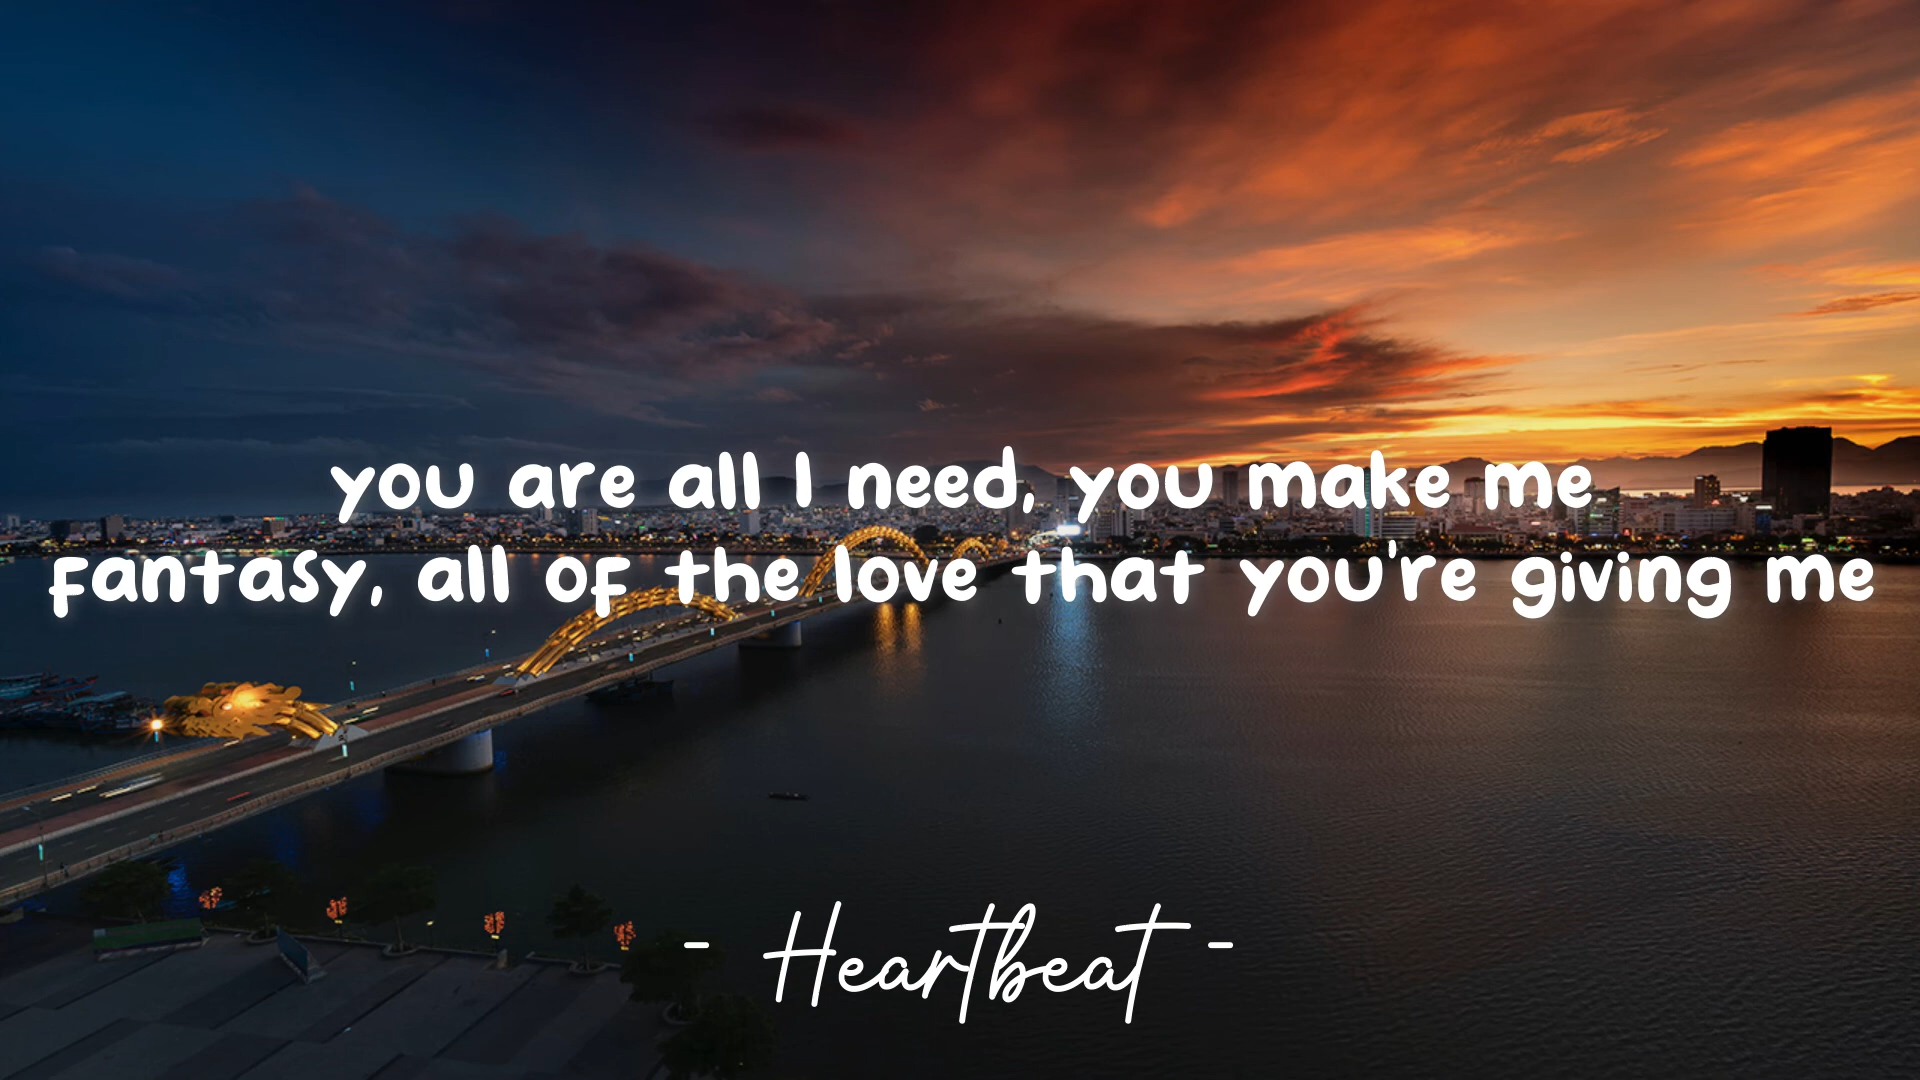 you are all I need, you make me
fantasy, all of the love that you're giving me
- Heartbeat -